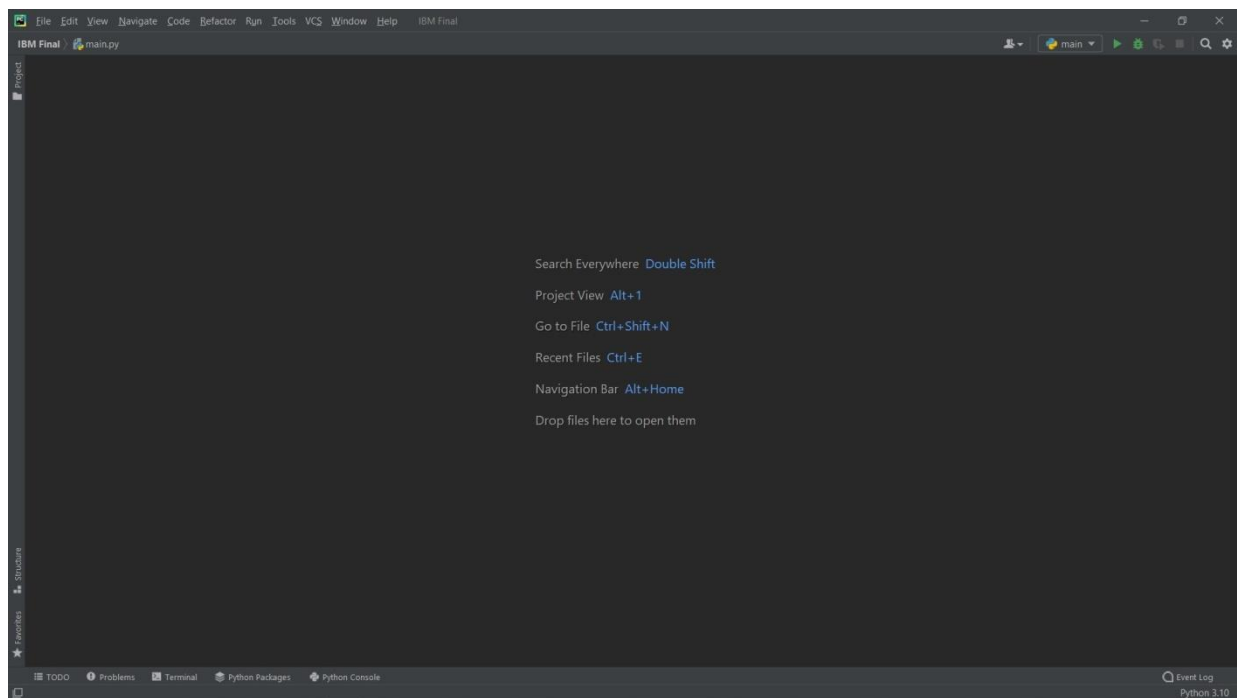 PC File Edit View Navigate Code Refactor Run Tools VCS Window Help IBM Final
IBM Final main.py main
Project
Search Everywhere Double Shift
Project View Alt+1
Go to File Ctrl+Shift+N
Recent Files Ctrl+E
Navigation Bar Alt+Home
Drop files here to open them
Structure
Favorites
TODO Problems Terminal Python Packages Python Console Event Log
Python 3.10